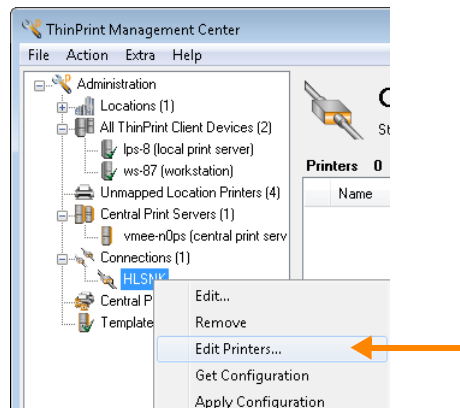 ThinPrint Management Center
File Action Extra Help
Administration
Locations (1)
All ThinPrint Client Devices (2)
lps-8 (local print server)
ws-87 (workstation)
Unmapped Location Printers (4)
Central Print Servers (1)
vmee-n0ps (central print serv
Connections (1)
HLSNK
Central P
Template
C
St
Printers 0
Name
Edit...
Remove
Edit Printers...
Get Configuration
Apply Configuration